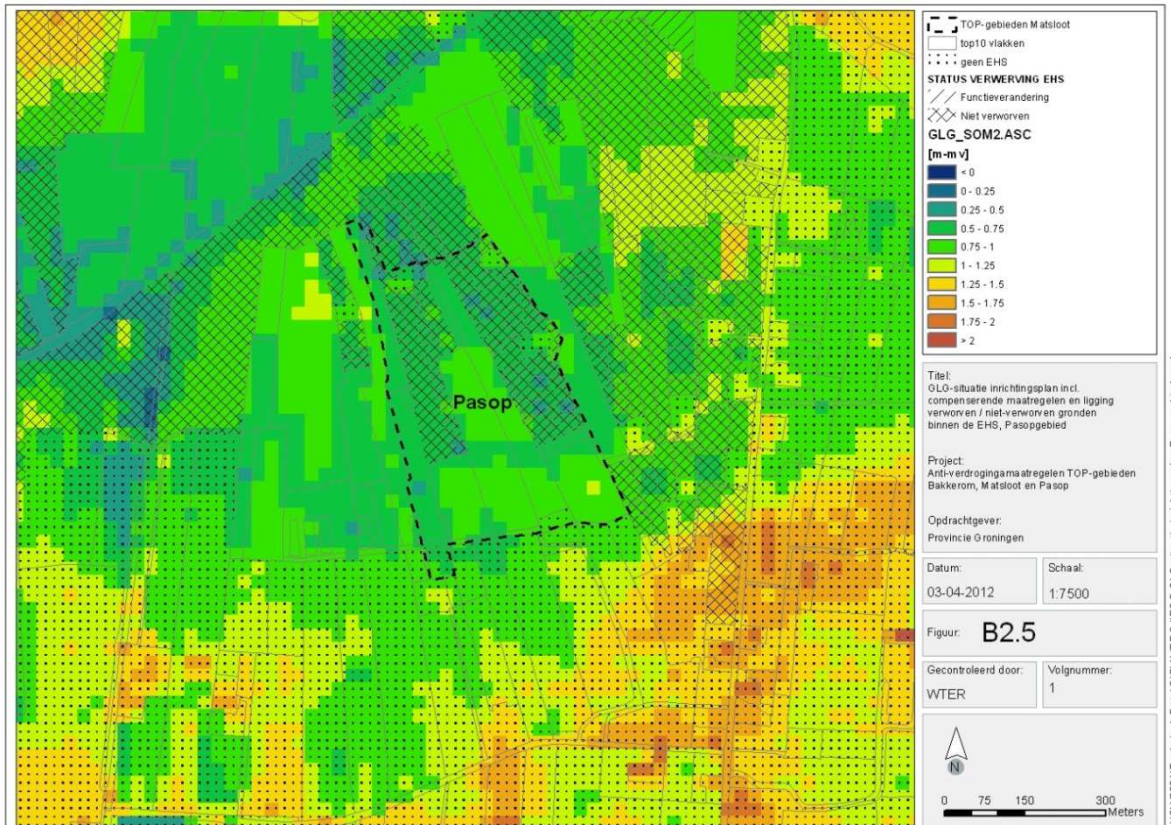 Pasop
TOP-gebieden Matsloot
top10 vlakken
geen EHS
STATUS VERWERVING EHS
Functieverandering
Niet verworven
GLG_SOM2.ASC
[m-mv]
< 0
0 - 0.25
0.25 - 0.5
0.5 - 0.75
0.75 - 1
1 - 1.25
1.25 - 1.5
1.5 - 1.75
1.75 - 2
> 2
Titel:
GLG-situatie inrichtingsplan incl.
compenserende maatregelen en ligging
verworven / niet-verworven gronden
binnen de EHS, Pasopgebied
Project:
Anti-verdrogingamaatregelen TOP-gebieden
Bakkerom, Matsloot en Pasop
Opdrachtgever:
Provincie Groningen
Datum:
03-04-2012
Schaal:
1:7500
Figuur: B2.5
Gecontroleerd door:
WTER
Volgnummer:
1
N
0 75 150 300
Meters